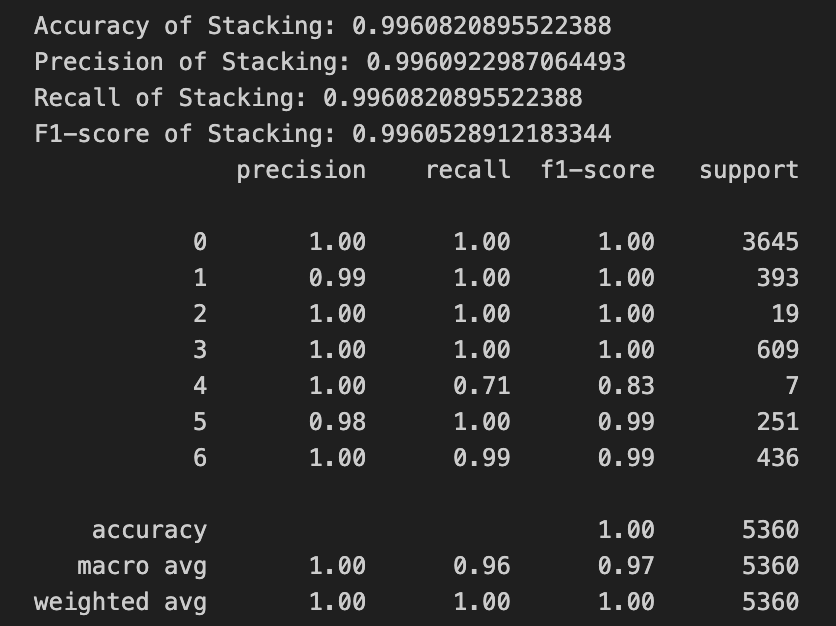 Accuracy of Stacking: 0.9960820895522388
Precision of Stacking: 0.9960922987064493
Recall of Stacking: 0.9960820895522388
F1-score of Stacking: 0.9960528912183344
precision recall f1-score support
0 1.00 1.00 1.00 3645
1 0.99 1.00 1.00 393
2 1.00 1.00 1.00 19
3 1.00 1.00 1.00 609
4 1.00 0.71 0.83 7
5 0.98 1.00 0.99 251
6 1.00 0.99 0.99 436
accuracy 1.00 5360
macro avg 1.00 0.96 0.97 5360
weighted avg 1.00 1.00 1.00 5360